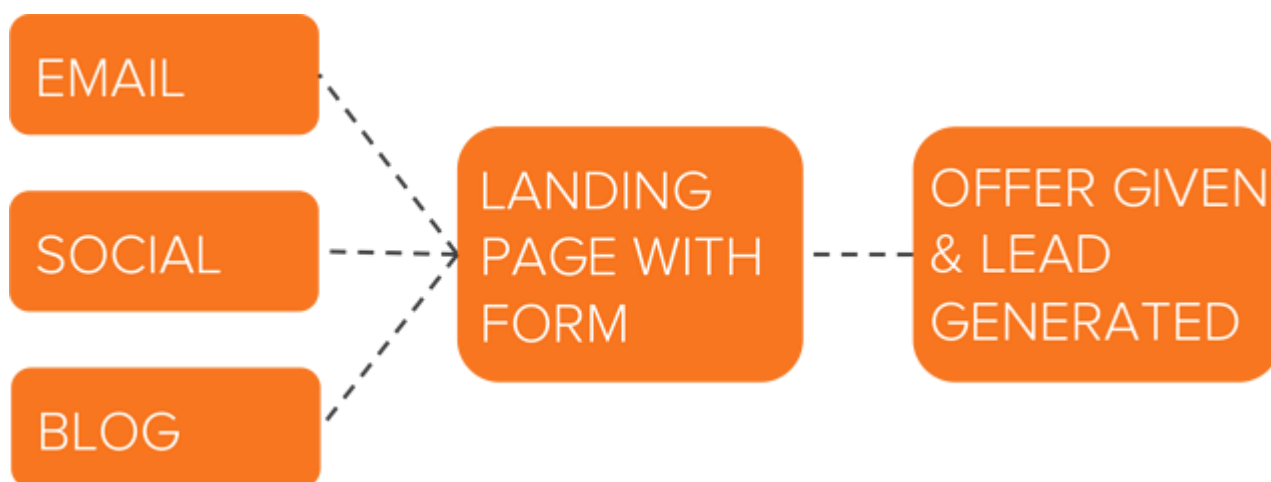 EMAIL
SOCIAL
BLOG
LANDING
PAGE WITH
FORM
OFFER GIVEN
& LEAD
GENERATED